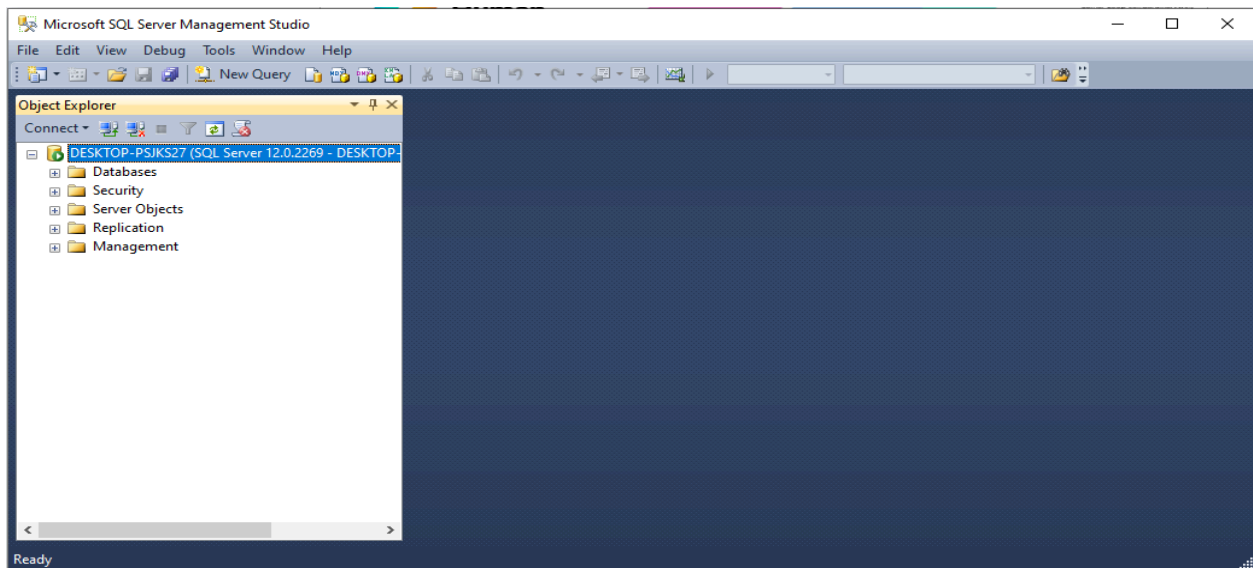 Microsoft SQL Server Management Studio
File Edit View Debug Tools Window Help
New Query
Object Explorer
Connect
DESKTOP-PSJKS27 (SQL Server 12.0.2269 - DESKTOP-
Databases
Security
Server Objects
Replication
Management
Ready